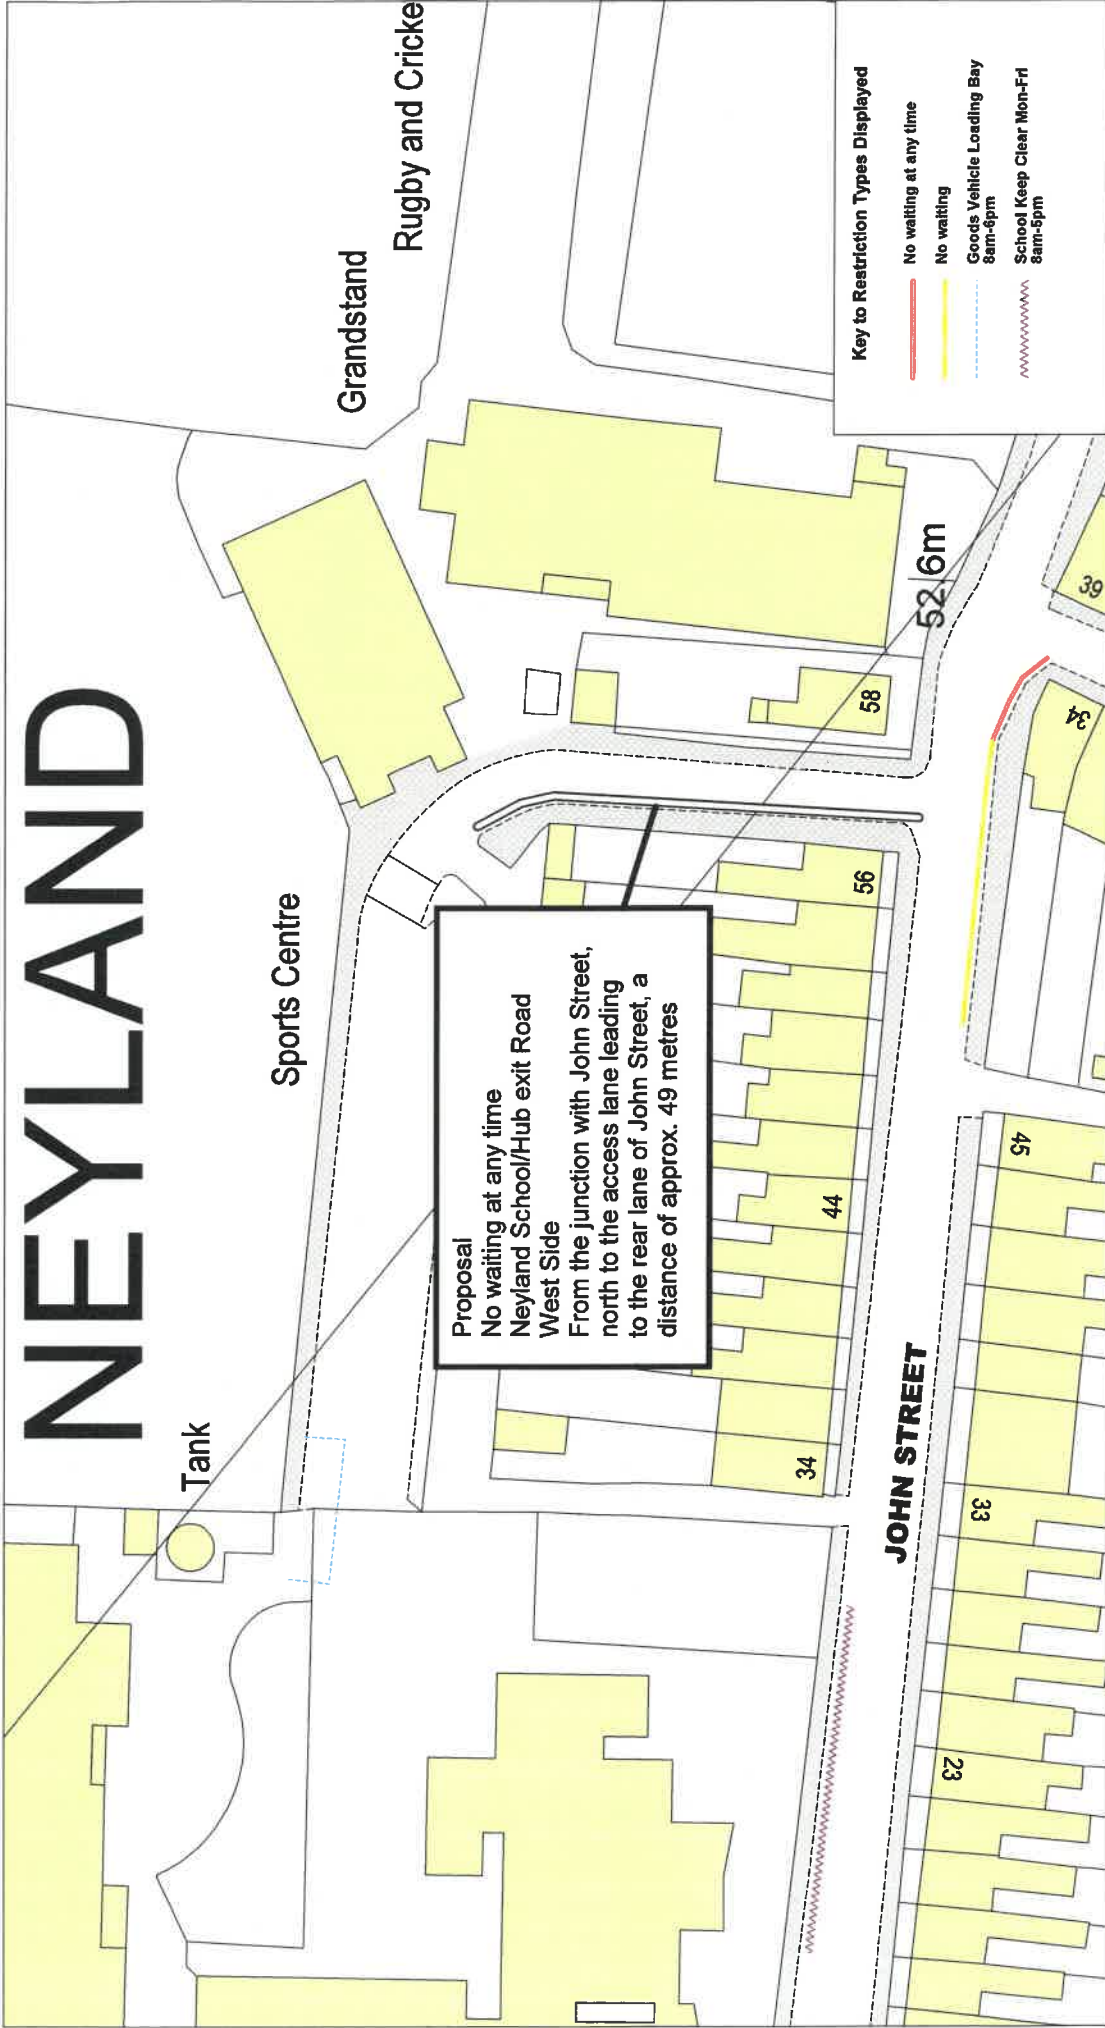 NEYLAND
Tank
Sports Centre
Grandstand
Rugby and Cricke
Proposal
No waiting at any time
Neyland School/Hub exit Road
West Side
From the junction with John Street,
north to the access lane leading
to the rear lane of John Street, a
distance of approx. 49 metres
58
52.6m
56
44
34
JOHN STREET
39
34
45
33
23
Key to Restriction Types Displayed
No waiting at any time
No waiting
Goods Vehicle Loading Bay
8am-6pm
School Keep Clear Mon-Fri
8am-5pm